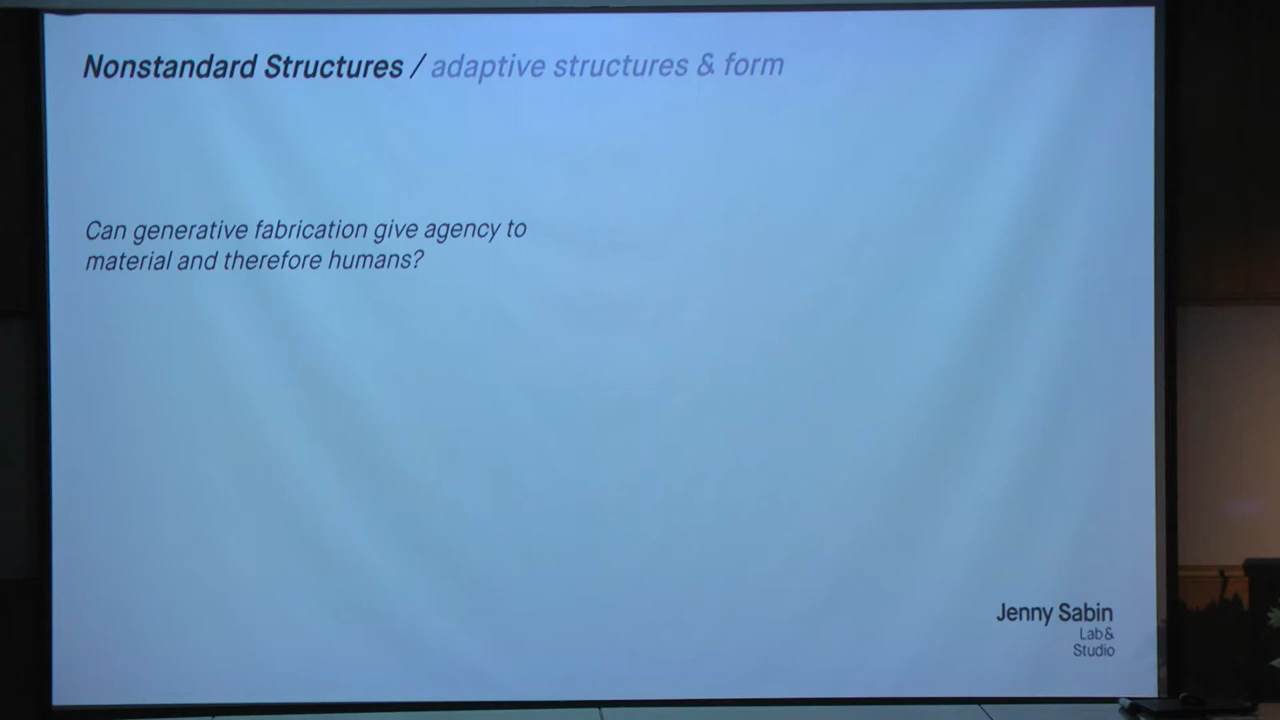 Nonstandard Structures / adaptive structures & form
Can generative fabrication give agency to
material and therefore humans?
Jenny Sabin
Lab &
Studio